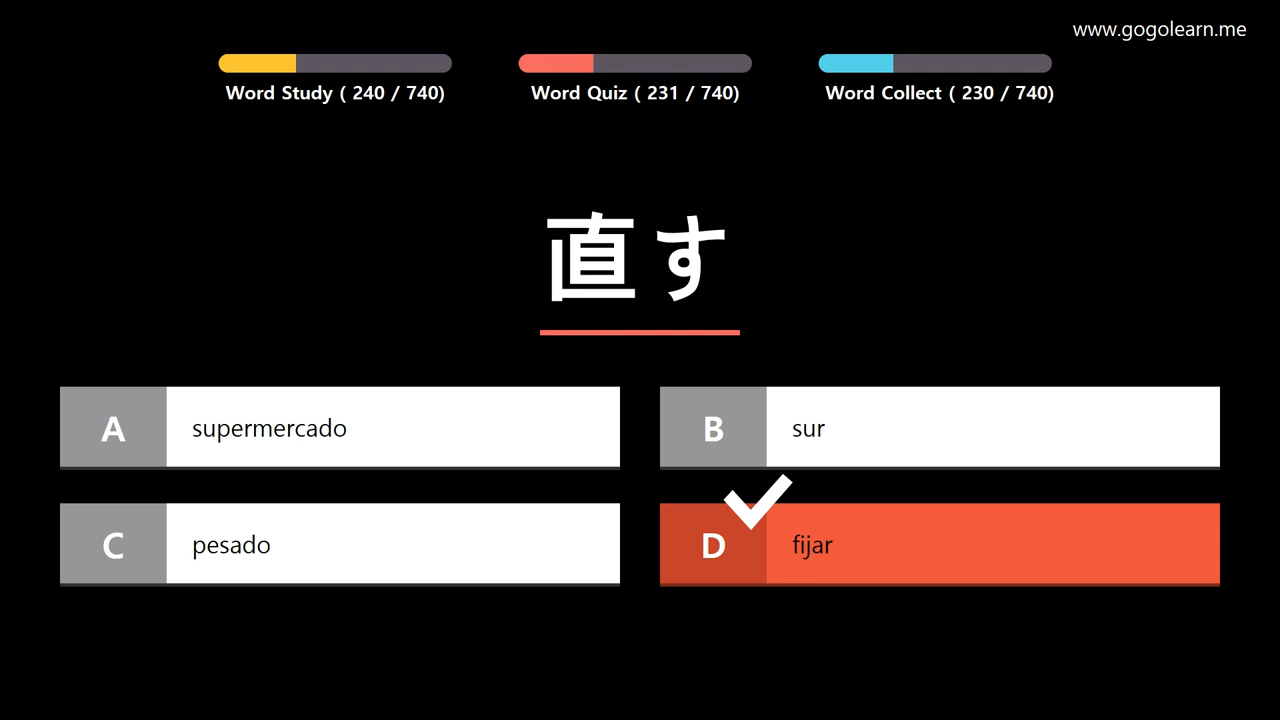 www.gogolearn.me
Word Study ( 240 / 740)
Word Quiz ( 231 / 740)
Word Collect ( 230 / 740)
直す
A supermercado
B sur
C pesado
D fijar